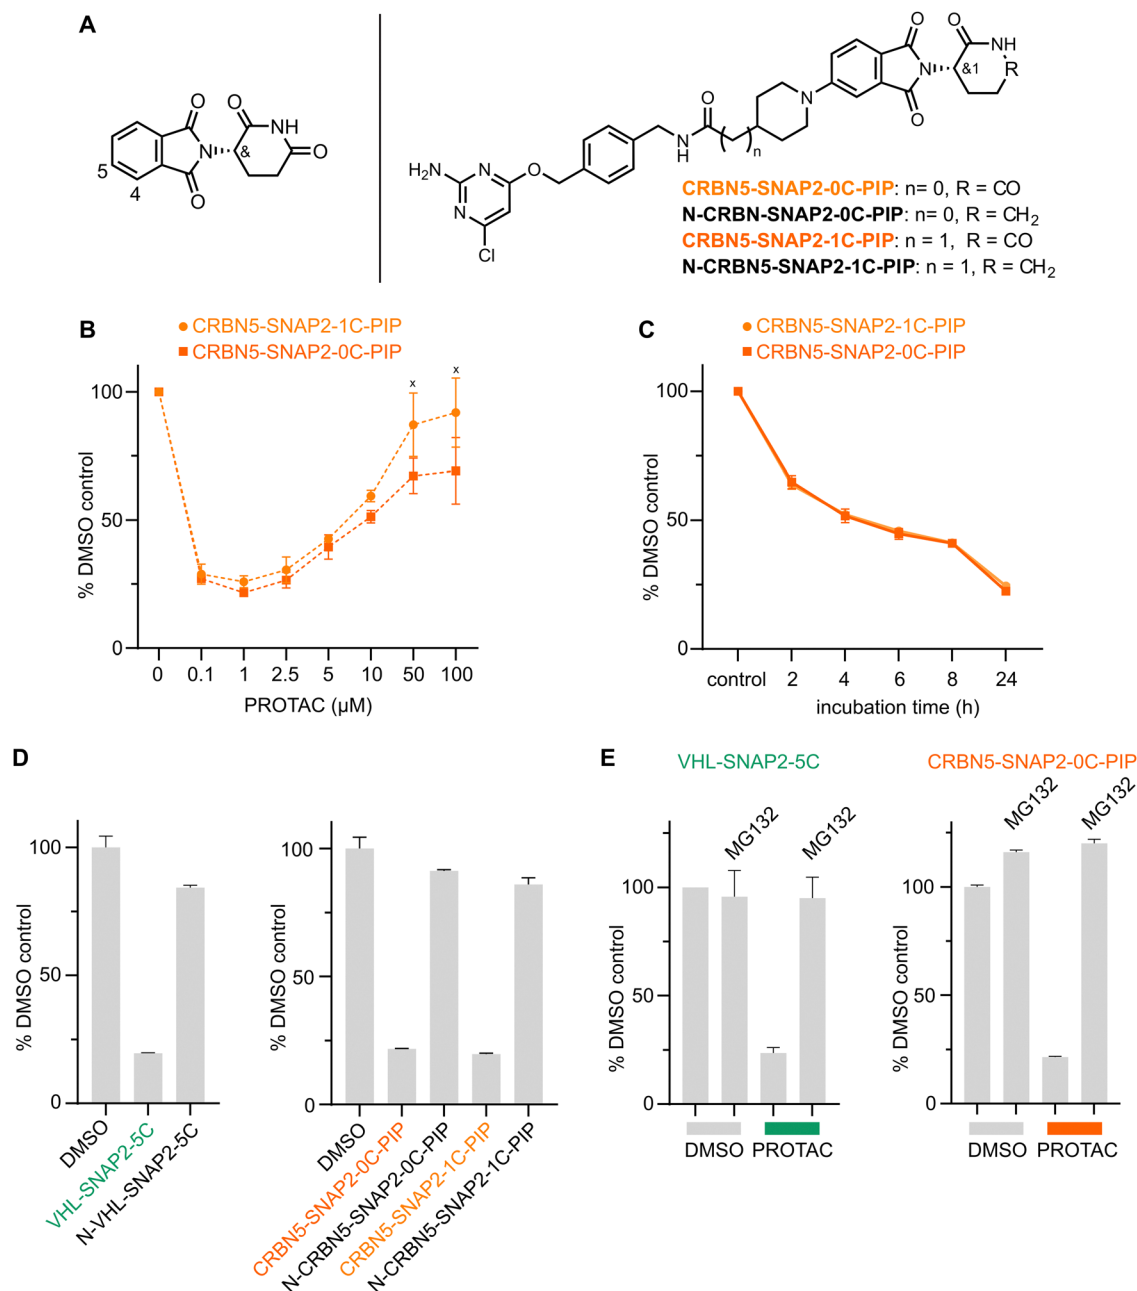 A
O
O
O
NH
N
&
O
O
5
4
O
O
NH
R
N
&1
O
O
N
O
N
H
n
H₂N
N
N
O
Cl
CRBN5-SNAP2-0C-PIP: n= 0, R = CO
N-CRBN-SNAP2-0C-PIP: n= 0, R = CH₂
CRBN5-SNAP2-1C-PIP: n = 1, R = CO
N-CRBN5-SNAP2-1C-PIP: n = 1, R = CH₂
B
CRBN5-SNAP2-1C-PIP
CRBN5-SNAP2-0C-PIP
x x
100
50
0
% DMSO control
0 0.1 1 2.5 5 10 50 100
PROTAC (µM)
C
CRBN5-SNAP2-1C-PIP
CRBN5-SNAP2-0C-PIP
100
50
0
% DMSO control
control 2 4 6 8 24
incubation time (h)
D
100
50
0
% DMSO control
DMSO
VHL-SNAP2-5C
N-VHL-SNAP2-5C
100
50
0
% DMSO control
DMSO
CRBN5-SNAP2-0C-PIP
N-CRBN5-SNAP2-0C-PIP
CRBN5-SNAP2-1C-PIP
N-CRBN5-SNAP2-1C-PIP
E
VHL-SNAP2-5C
MG132
MG132
100
50
0
% DMSO control
DMSO PROTAC
CRBN5-SNAP2-0C-PIP
MG132
MG132
100
50
0
% DMSO control
DMSO PROTAC